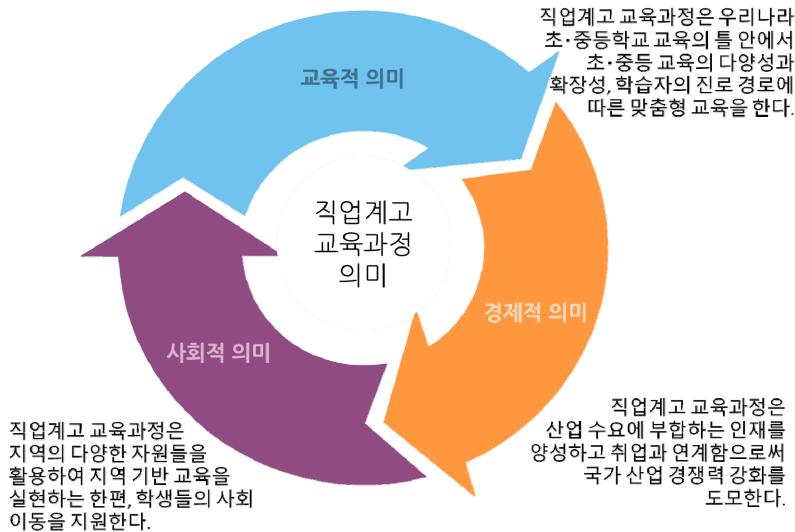 직업계고 교육과정은 우리나라
초·중등학교 교육의 틀 안에서
초·중등 교육의 다양성과
확장성, 학습자의 진로 경로에
따른 맞춤형 교육을 한다.
교육적 의미
직업계고
교육과정
의미
경제적 의미
사회적 의미
직업계고 교육과정은
산업 수요에 부합하는 인재를
양성하고 취업과 연계함으로써
국가 산업 경쟁력 강화를
도모한다.
직업계고 교육과정은
지역의 다양한 자원들을
활용하여 지역 기반 교육을
실현하는 한편, 학생들의 사회
이동을 지원한다.